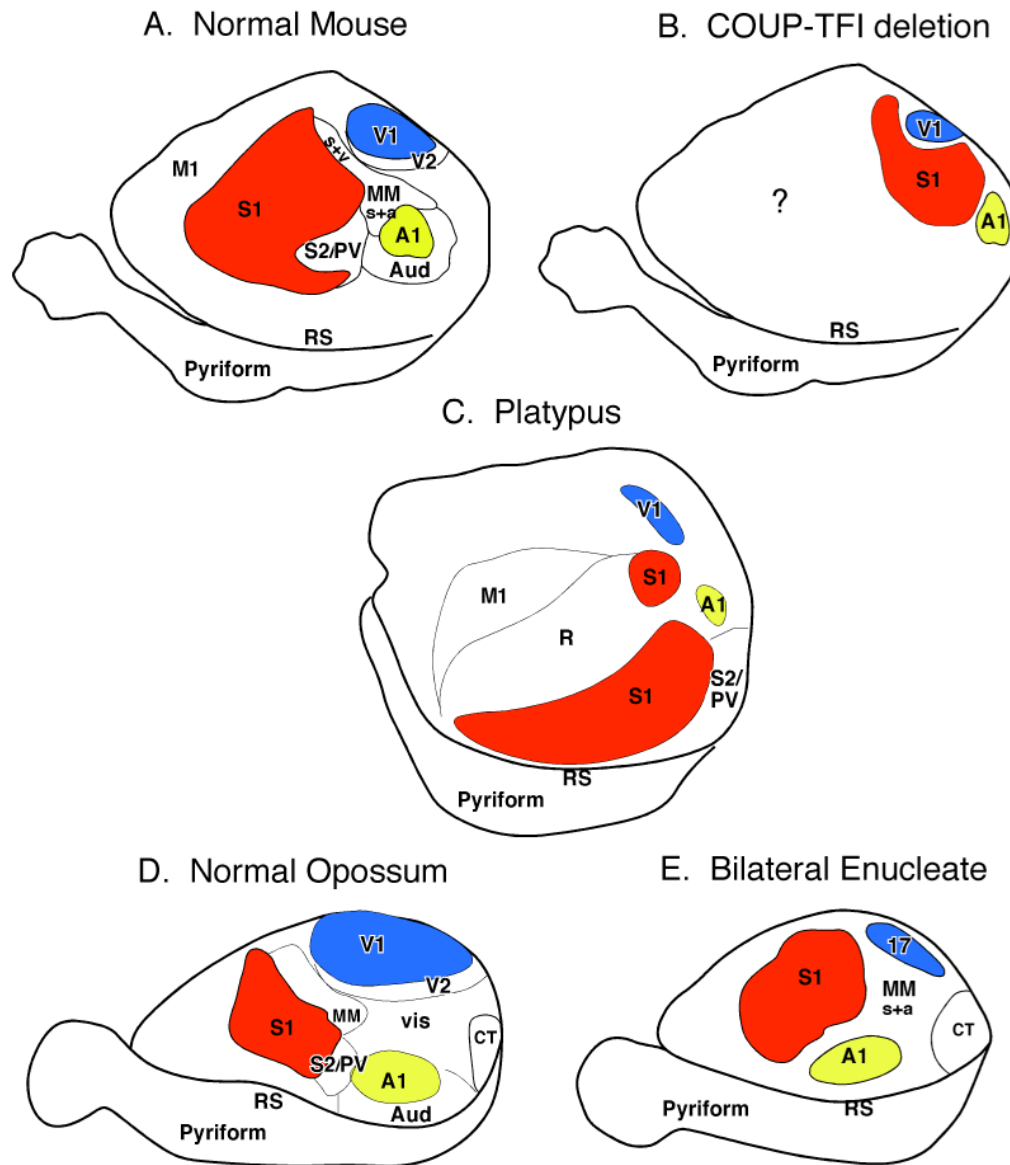 A. Normal Mouse
B. COUP-TFI deletion
V1
s+v
V2
M1
MM
S1
s+a
A1
S2/PV
Aud
RS
Pyriform
V1
S1
?
A1
RS
Pyriform
C. Platypus
V1
S1
M1
A1
R
S2/
PV
S1
RS
Pyriform
D. Normal Opossum
V1
V2
MM
vis
S1
CT
S2/PV
A1
RS
Aud
Pyriform
E. Bilateral Enucleate
17
S1
MM
s+a
CT
A1
Pyriform
RS